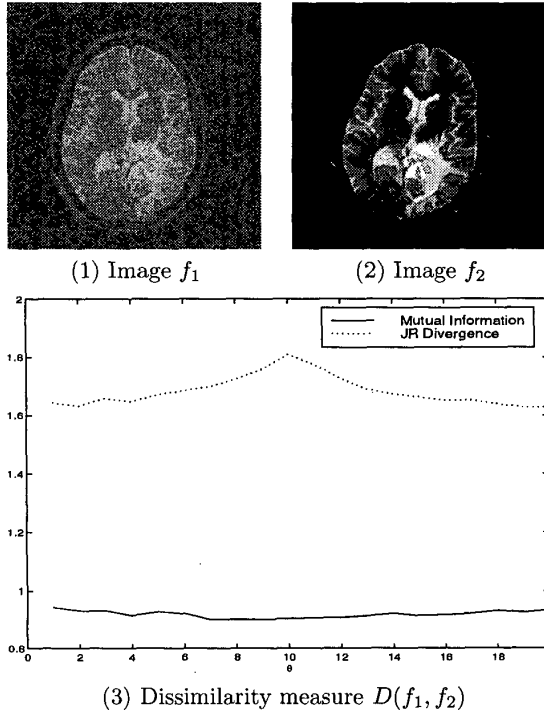 (1) Image f₁
(2) Image f₂
2
1.8
1.6
1.4
1.2
1
0.8
0 2 4 6 8 10 12 14 16 18
θ
Mutual Information
JR Divergence
(3) Dissimilarity measure D(f₁, f₂)